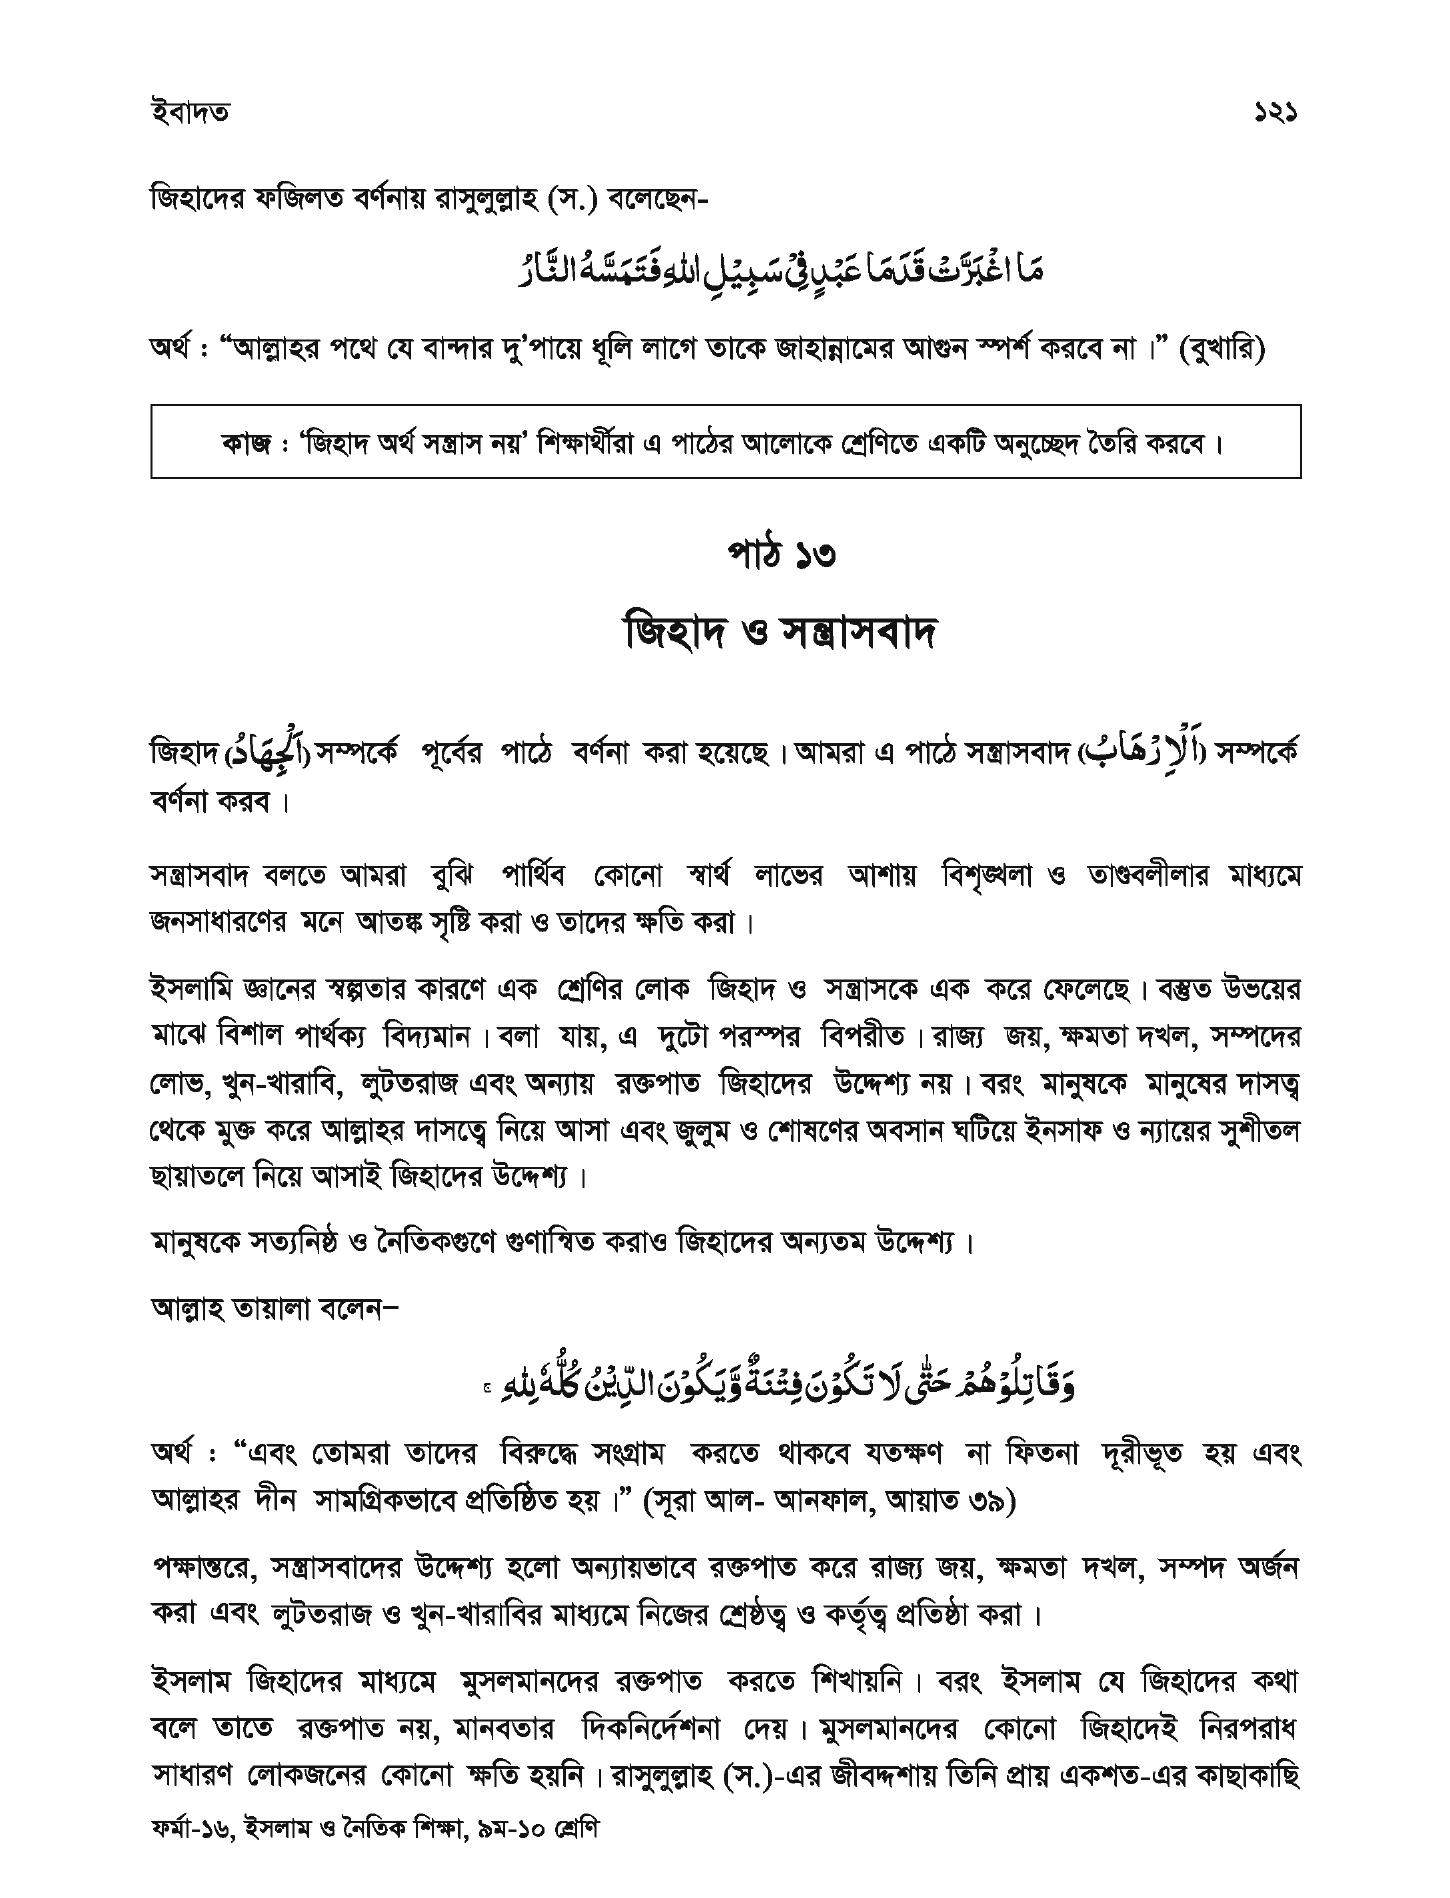 ইবাদত ১২১
জিহাদের ফজিলত বর্ণনায় রাসুলুল্লাহ (স.) বলেছেন-
مَا اغْبَرَّتْ قَدَمَا عَبْدٍ فِيْ سَبِيْلِ اللهِ فَتَمَسَّهُ النَّارُ
অর্থ : “আল্লাহর পথে যে বান্দার দু’পায়ে ধূলি লাগে তাকে জাহান্নামের আগুন স্পর্শ করবে না।” (বুখারি)
কাজ : ‘জিহাদ অর্থ সন্ত্রাস নয়’ শিক্ষার্থীরা এ পাঠের আলোকে শ্রেণিতে একটি অনুচ্ছেদ তৈরি করবে।
পাঠ ১৩
জিহাদ ও সন্ত্রাসবাদ
জিহাদ (اَلْجِهَادُ) সম্পর্কে পূর্বের পাঠে বর্ণনা করা হয়েছে। আমরা এ পাঠে সন্ত্রাসবাদ (اَلْاِرْهَابُ) সম্পর্কে
বর্ণনা করব।
সন্ত্রাসবাদ বলতে আমরা বুঝি পার্থিব কোনো স্বার্থ লাভের আশায় বিশৃঙ্খলা ও তাণ্ডবলীলার মাধ্যমে
জনসাধারণের মনে আতঙ্ক সৃষ্টি করা ও তাদের ক্ষতি করা।
ইসলামি জ্ঞানের স্বল্পতার কারণে এক শ্রেণির লোক জিহাদ ও সন্ত্রাসকে এক করে ফেলেছে। বস্তুত উভয়ের
মাঝে বিশাল পার্থক্য বিদ্যমান। বলা যায়, এ দুটো পরস্পর বিপরীত। রাজ্য জয়, ক্ষমতা দখল, সম্পদের
লোভ, খুন-খারাবি, লুটতরাজ এবং অন্যায় রক্তপাত জিহাদের উদ্দেশ্য নয়। বরং মানুষকে মানুষের দাসত্ব
থেকে মুক্ত করে আল্লাহর দাসত্বে নিয়ে আসা এবং জুলুম ও শোষণের অবসান ঘটিয়ে ইনসাফ ও ন্যায়ের সুশীতল
ছায়াতলে নিয়ে আসাই জিহাদের উদ্দেশ্য।
মানুষকে সত্যনিষ্ঠ ও নৈতিকগুণে গুণান্বিত করাও জিহাদের অন্যতম উদ্দেশ্য।
আল্লাহ তায়ালা বলেন–
وَقَاتِلُوْهُمْ حَتّٰى لَا تَكُوْنَ فِتْنَةٌ وَّيَكُوْنَ الدِّيْنُ كُلُّهٗ لِلّٰهِ ۚ
অর্থ : “এবং তোমরা তাদের বিরুদ্ধে সংগ্রাম করতে থাকবে যতক্ষণ না ফিতনা দূরীভূত হয় এবং
আল্লাহর দীন সামগ্রিকভাবে প্রতিষ্ঠিত হয়।” (সূরা আল- আনফাল, আয়াত ৩৯)
পক্ষান্তরে, সন্ত্রাসবাদের উদ্দেশ্য হলো অন্যায়ভাবে রক্তপাত করে রাজ্য জয়, ক্ষমতা দখল, সম্পদ অর্জন
করা এবং লুটতরাজ ও খুন-খারাবির মাধ্যমে নিজের শ্রেষ্ঠত্ব ও কর্তৃত্ব প্রতিষ্ঠা করা।
ইসলাম জিহাদের মাধ্যমে মুসলমানদের রক্তপাত করতে শিখায়নি। বরং ইসলাম যে জিহাদের কথা
বলে তাতে রক্তপাত নয়, মানবতার দিকনির্দেশনা দেয়। মুসলমানদের কোনো জিহাদেই নিরপরাধ
সাধারণ লোকজনের কোনো ক্ষতি হয়নি। রাসুলুল্লাহ (স.)-এর জীবদ্দশায় তিনি প্রায় একশত-এর কাছাকাছি
ফর্মা-১৬, ইসলাম ও নৈতিক শিক্ষা, ৯ম-১০ শ্রেণি